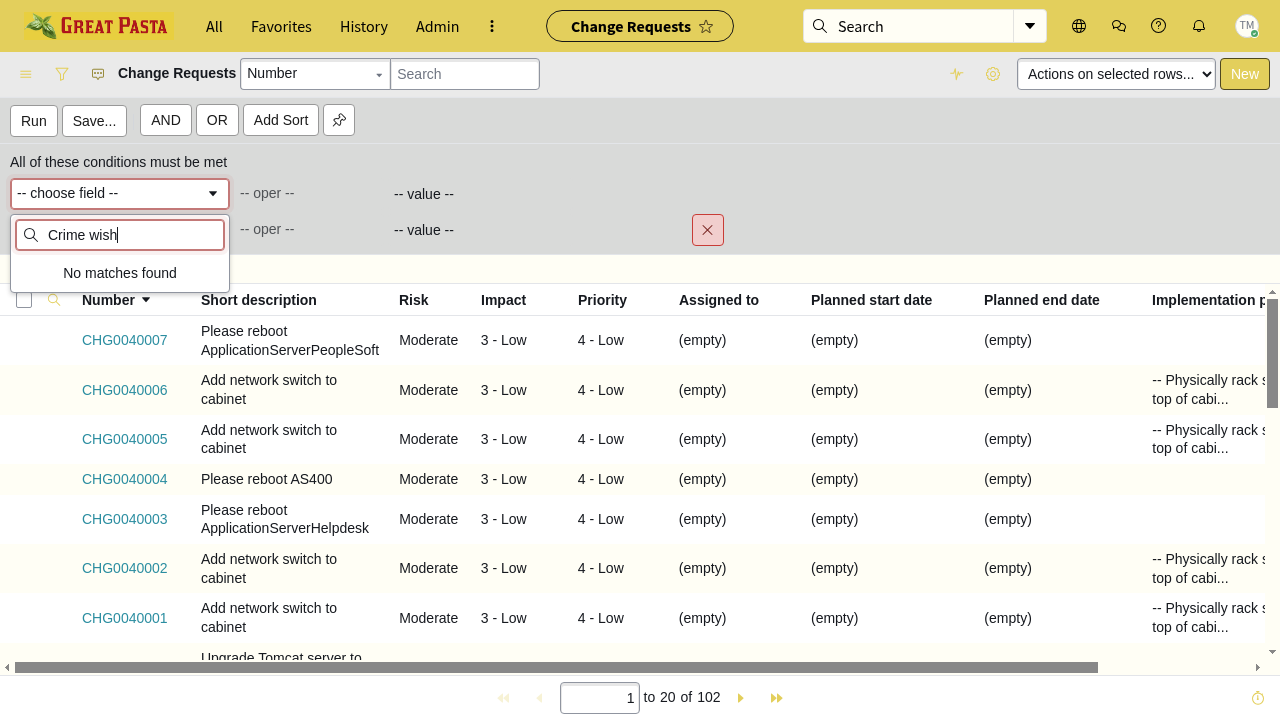 GREAT PASTA All Favorites History Admin Change Requests Search TM
Change Requests Number Search Actions on selected rows... New
Run Save... AND OR Add Sort
All of these conditions must be met
-- choose field -- -- oper -- -- value --
Crime wish -- oper -- -- value --
No matches found
Number Short description Risk Impact Priority Assigned to Planned start date Planned end date Implementation p
CHG0040007 Please reboot ApplicationServerPeopleSoft Moderate 3 - Low 4 - Low (empty) (empty) (empty)
CHG0040006 Add network switch to cabinet Moderate 3 - Low 4 - Low (empty) (empty) (empty) -- Physically rack s top of cabi...
CHG0040005 Add network switch to cabinet Moderate 3 - Low 4 - Low (empty) (empty) (empty) -- Physically rack s top of cabi...
CHG0040004 Please reboot AS400 Moderate 3 - Low 4 - Low (empty) (empty) (empty)
CHG0040003 Please reboot ApplicationServerHelpdesk Moderate 3 - Low 4 - Low (empty) (empty) (empty)
CHG0040002 Add network switch to cabinet Moderate 3 - Low 4 - Low (empty) (empty) (empty) -- Physically rack s top of cabi...
CHG0040001 Add network switch to cabinet Moderate 3 - Low 4 - Low (empty) (empty) (empty) -- Physically rack s top of cabi...
Upgrade Tomcat server to
1 to 20 of 102